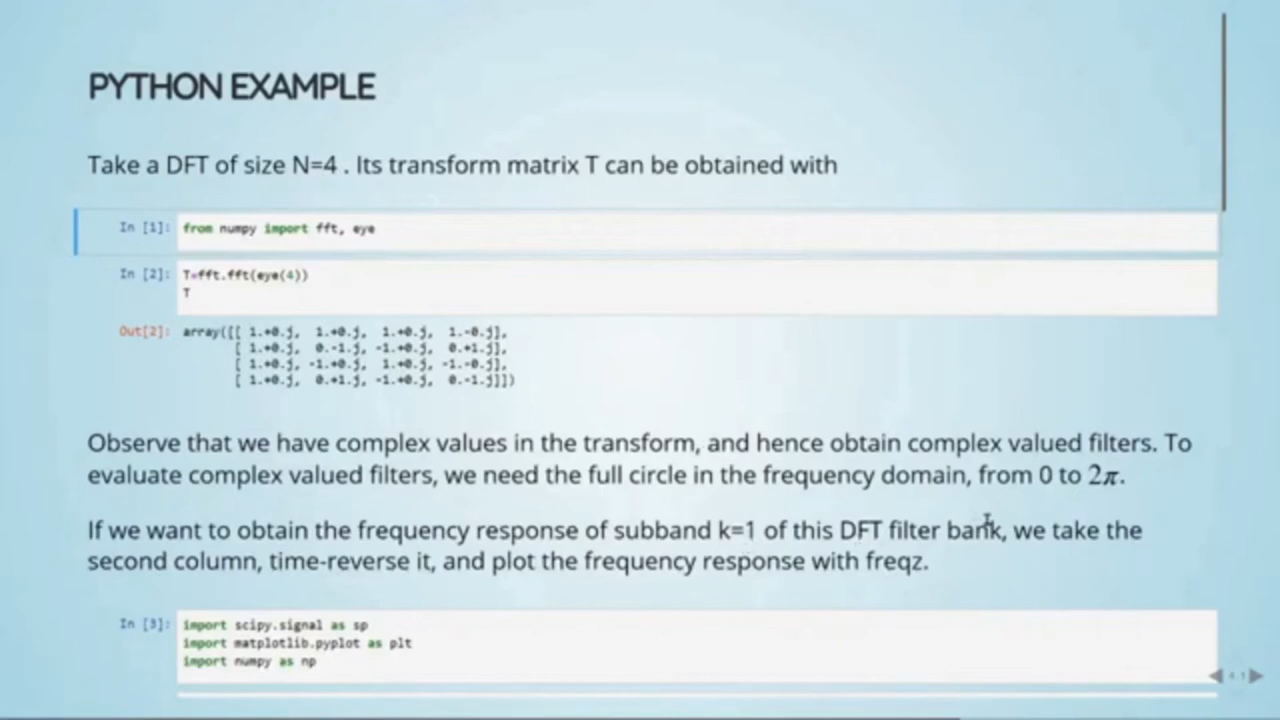 PYTHON EXAMPLE
Take a DFT of size N=4 . Its transform matrix T can be obtained with
In [1]: from numpy import fft, eye
In [2]: T=fft.fft(eye(4))
T
Out[2]: array([[ 1.+0.j, 1.+0.j, 1.+0.j, 1.-0.j],
[ 1.+0.j, 0.-1.j, -1.+0.j, 0.+1.j],
[ 1.+0.j, -1.+0.j, 1.+0.j, -1.-0.j],
[ 1.+0.j, 0.+1.j, -1.+0.j, 0.-1.j]])
Observe that we have complex values in the transform, and hence obtain complex valued filters. To
evaluate complex valued filters, we need the full circle in the frequency domain, from 0 to 2π.
If we want to obtain the frequency response of subband k=1 of this DFT filter bank, we take the
second column, time-reverse it, and plot the frequency response with freqz.
In [3]: import scipy.signal as sp
import matplotlib.pyplot as plt
import numpy as np